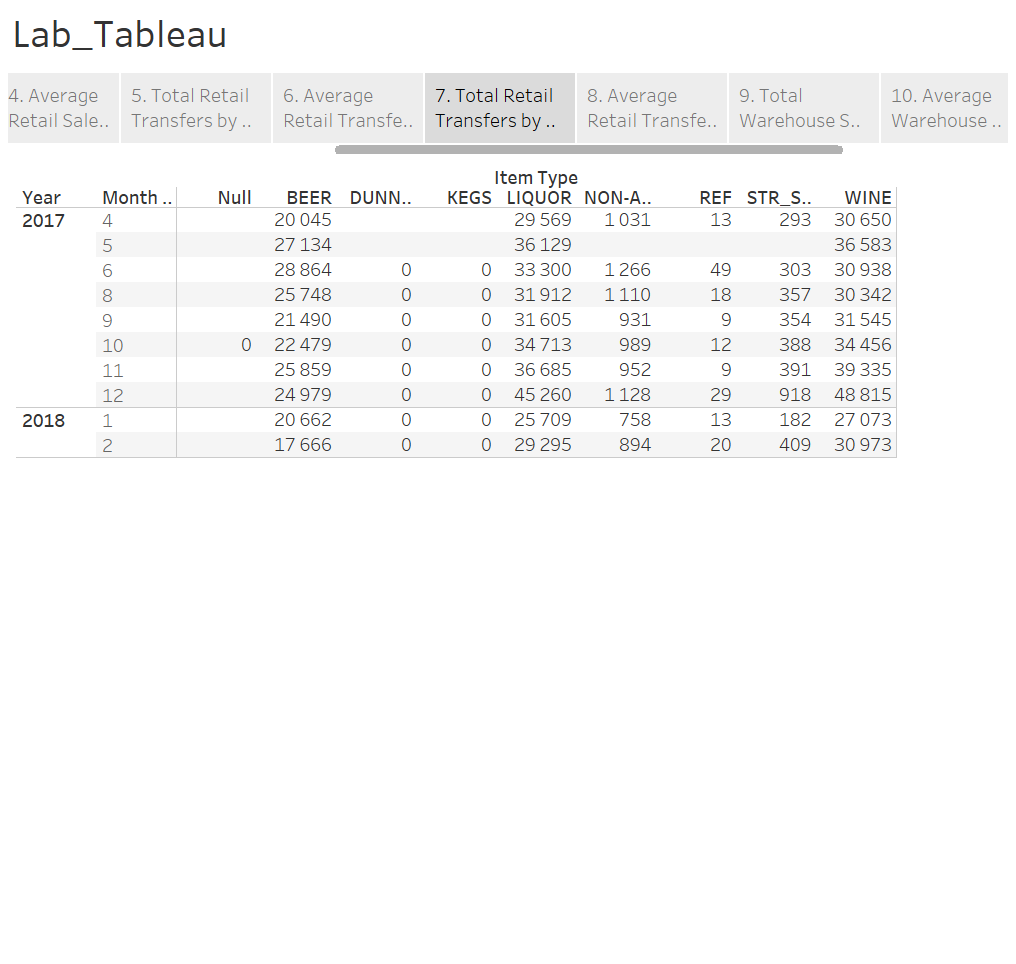 Lab_Tableau
4. Average Retail Sale..
5. Total Retail Transfers by ..
6. Average Retail Transfe..
7. Total Retail Transfers by ..
8. Average Retail Transfe..
9. Total Warehouse S..
10. Average Warehouse ..
Item Type
Year Month .. Null BEER DUNN.. KEGS LIQUOR NON-A.. REF STR_S.. WINE
2017 4 20 045 29 569 1 031 13 293 30 650
5 27 134 36 129 36 583
6 28 864 0 0 33 300 1 266 49 303 30 938
8 25 748 0 0 31 912 1 110 18 357 30 342
9 21 490 0 0 31 605 931 9 354 31 545
10 0 22 479 0 0 34 713 989 12 388 34 456
11 25 859 0 0 36 685 952 9 391 39 335
12 24 979 0 0 45 260 1 128 29 918 48 815
2018 1 20 662 0 0 25 709 758 13 182 27 073
2 17 666 0 0 29 295 894 20 409 30 973